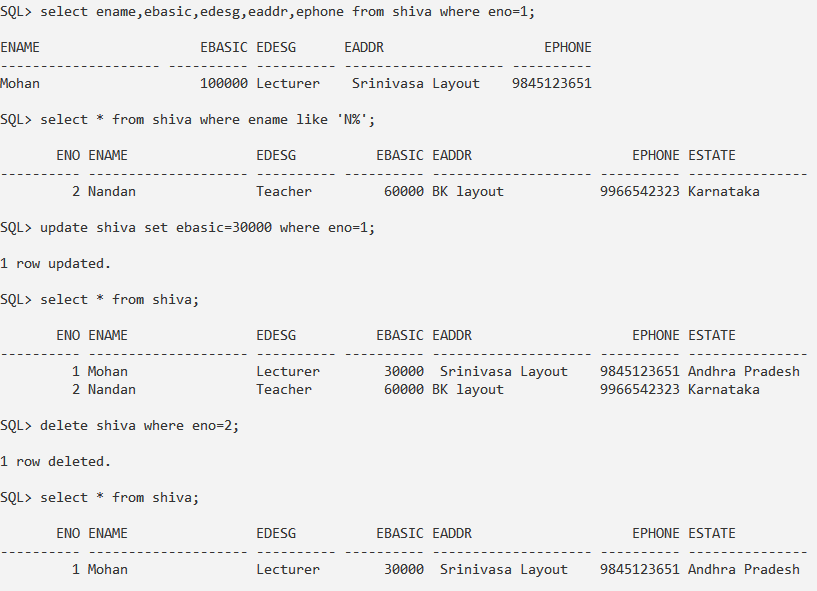 SQL> select ename,ebasic,edesg,eaddr,ephone from shiva where eno=1;
ENAME                    EBASIC EDESG      EADDR                    EPHONE
-------------------- ---------- ---------- -------------------- ----------
Mohan                    100000 Lecturer    Srinivasa Layout    9845123651
SQL> select * from shiva where ename like 'N%';
       ENO ENAME                EDESG          EBASIC EADDR                    EPHONE ESTATE
---------- -------------------- ---------- ---------- -------------------- ---------- ---------------
         2 Nandan               Teacher         60000 BK layout            9966542323 Karnataka
SQL> update shiva set ebasic=30000 where eno=1;
1 row updated.
SQL> select * from shiva;
       ENO ENAME                EDESG          EBASIC EADDR                    EPHONE ESTATE
---------- -------------------- ---------- ---------- -------------------- ---------- ---------------
         1 Mohan                Lecturer        30000  Srinivasa Layout    9845123651 Andhra Pradesh
         2 Nandan               Teacher         60000 BK layout            9966542323 Karnataka
SQL> delete shiva where eno=2;
1 row deleted.
SQL> select * from shiva;
       ENO ENAME                EDESG          EBASIC EADDR                    EPHONE ESTATE
---------- -------------------- ---------- ---------- -------------------- ---------- ---------------
         1 Mohan                Lecturer        30000  Srinivasa Layout    9845123651 Andhra Pradesh